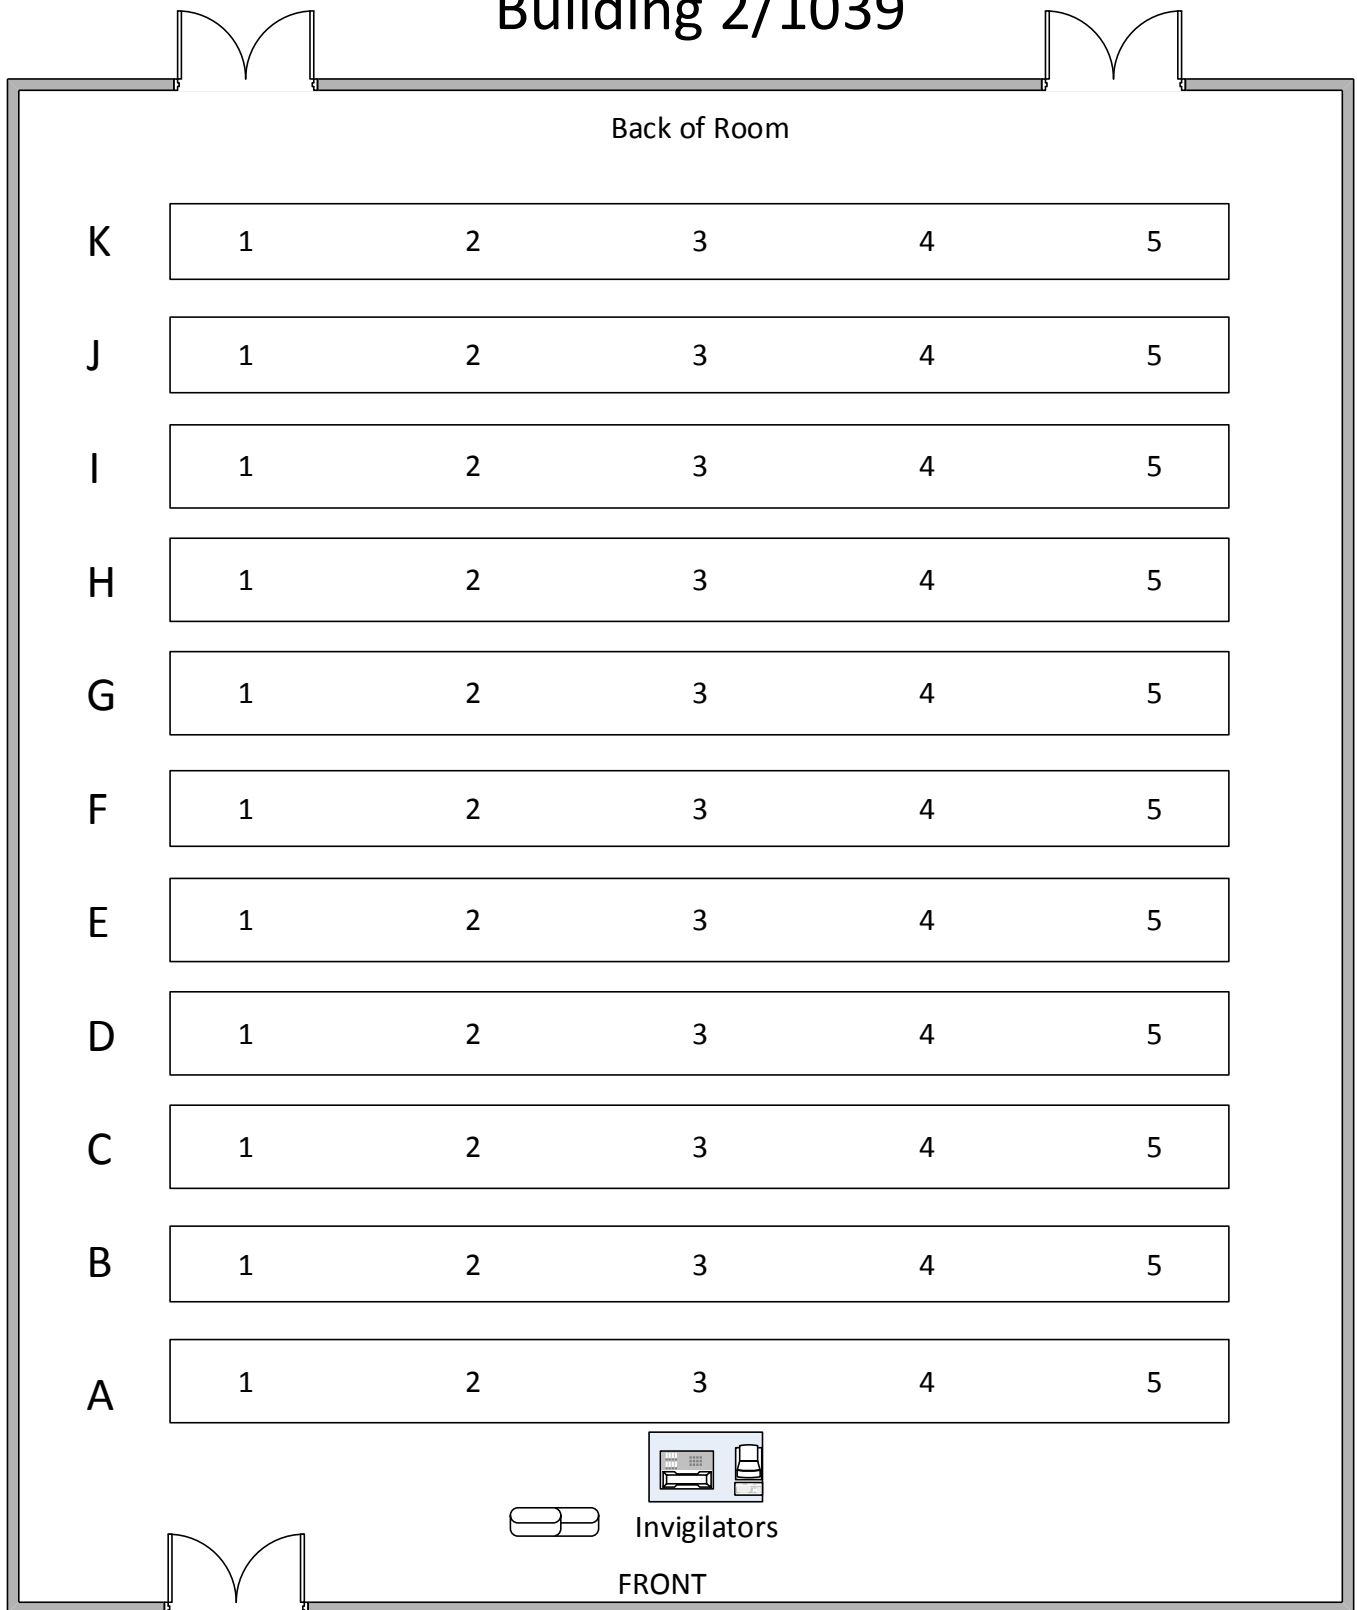 Building 2/1039
Back of Room
K 1 2 3 4 5
J 1 2 3 4 5
I 1 2 3 4 5
H 1 2 3 4 5
G 1 2 3 4 5
F 1 2 3 4 5
E 1 2 3 4 5
D 1 2 3 4 5
C 1 2 3 4 5
B 1 2 3 4 5
A 1 2 3 4 5
Invigilators
FRONT